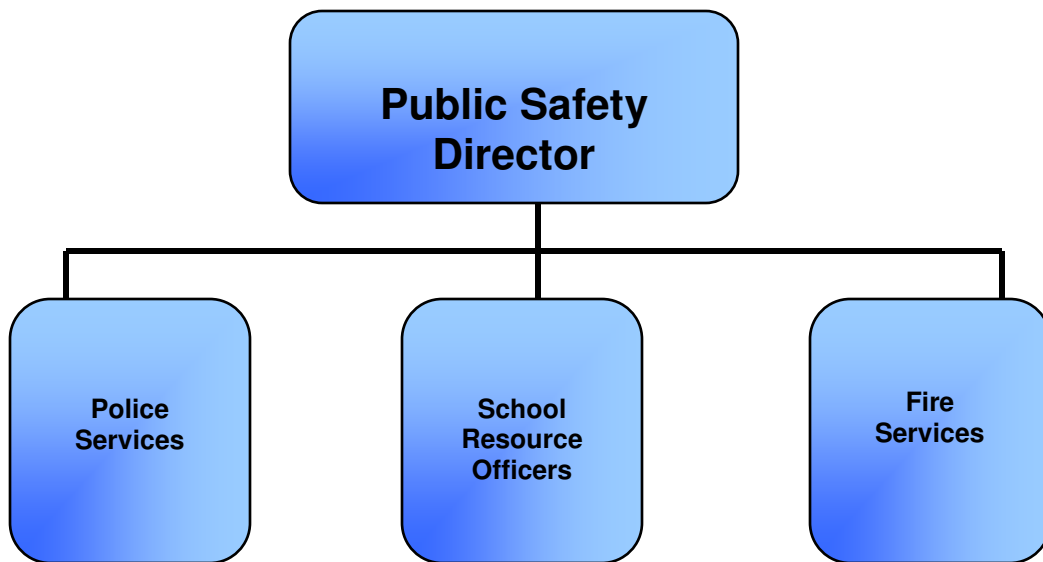 Public Safety
Director
Police
Services
School
Resource
Officers
Fire
Services